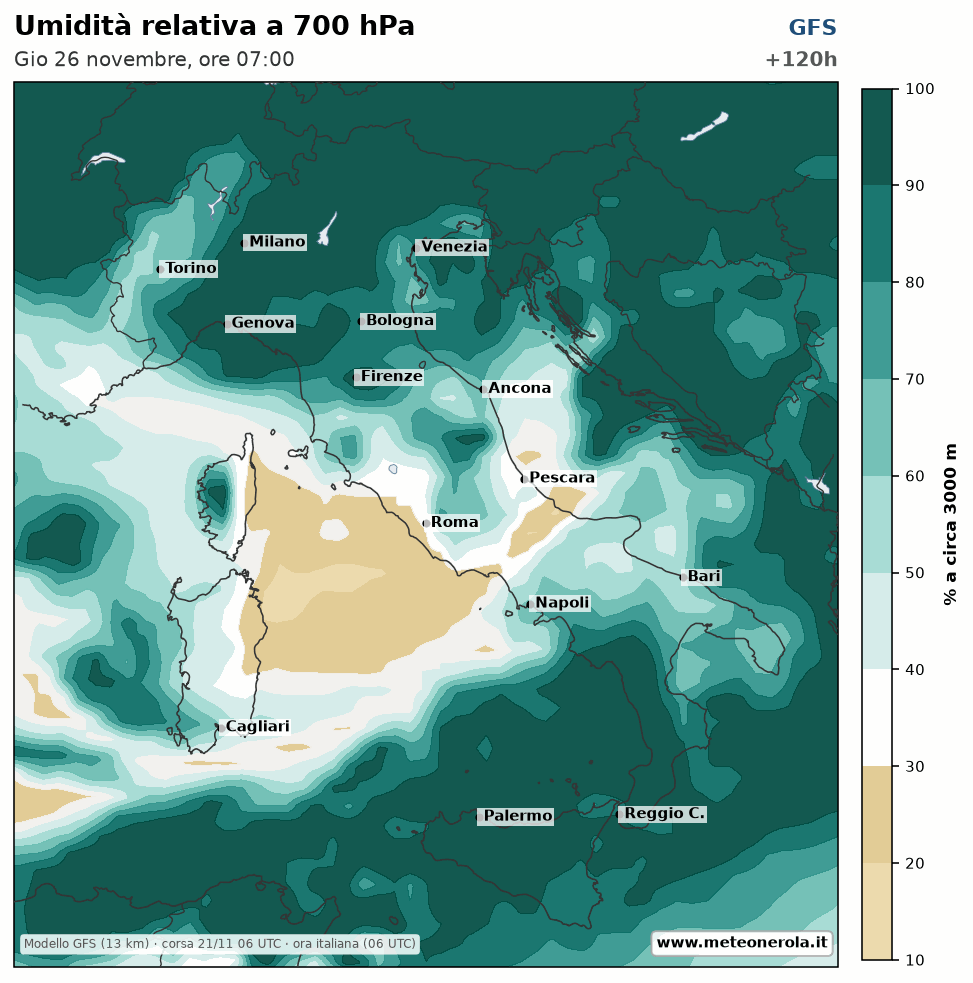 Umidità relativa a 700 hPa
GFS
Gio 26 novembre, ore 07:00
+120h
Milano
Venezia
Torino
Genova
Bologna
Firenze
Ancona
Pescara
Roma
Bari
Napoli
Cagliari
Palermo
Reggio C.
100
90
80
70
60
50
40
30
20
10
% a circa 3000 m
Modello GFS (13 km) · corsa 21/11 06 UTC · ora italiana (06 UTC)
www.meteonerola.it